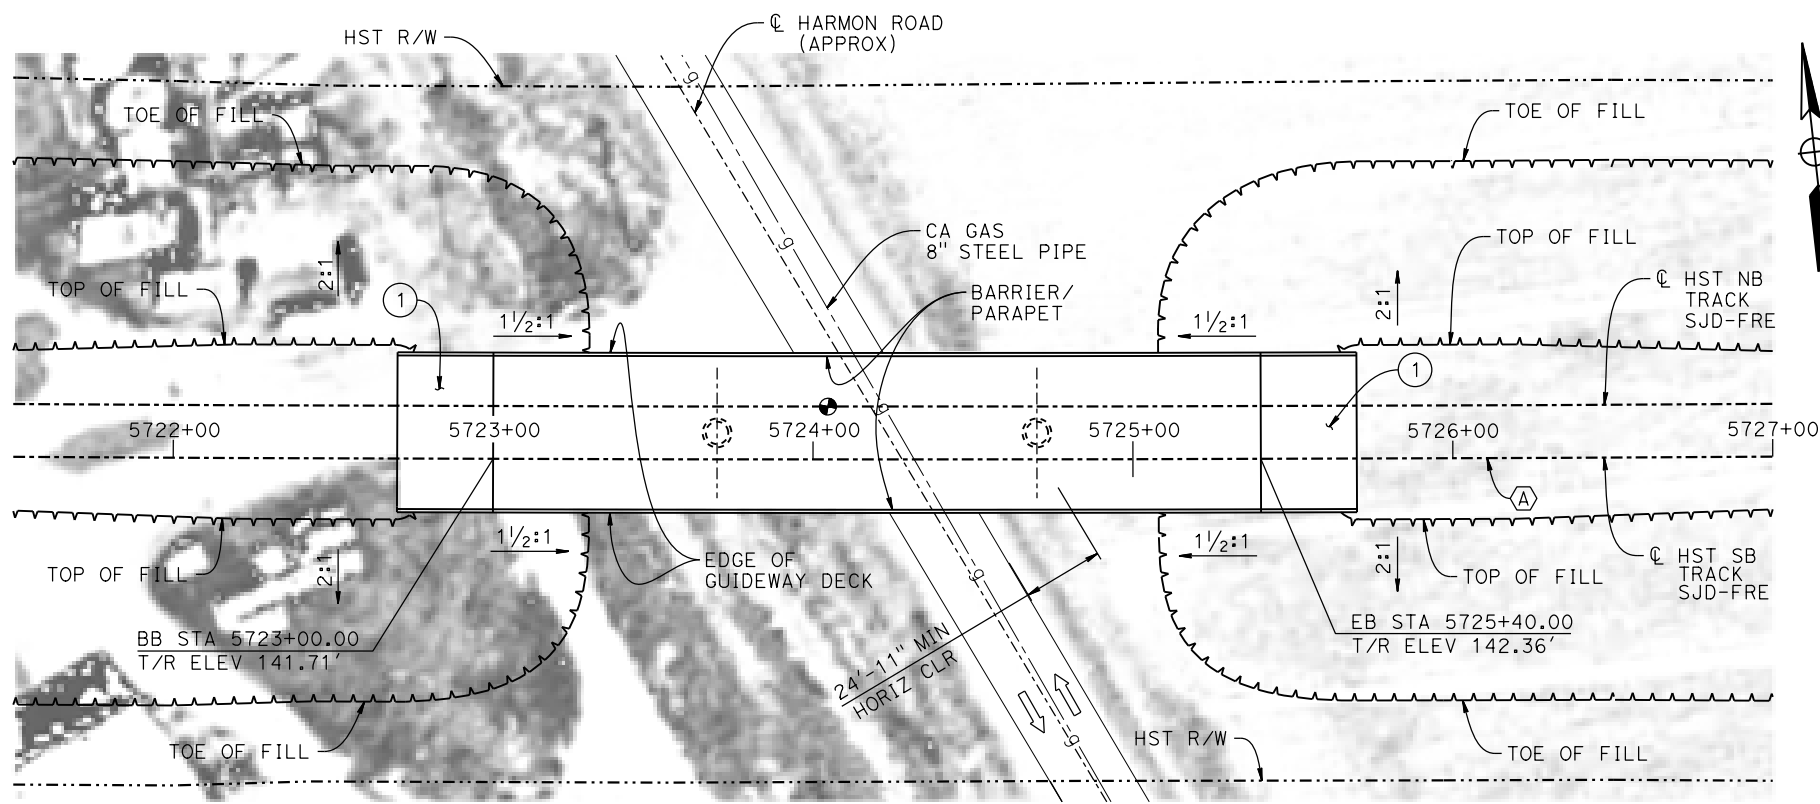 ℄ HARMON ROAD
(APPROX)
HST R/W
TOE OF FILL
TOE OF FILL
g
CA GAS
8" STEEL PIPE
g
TOP OF FILL
2:1
TOP OF FILL
1
BARRIER/
PARAPET
2:1
℄ HST NB
TRACK
SJD-FRE
1½:1
1½:1
1
g
5722+00
5723+00
5724+00
5725+00
5726+00
5727+00
A
1½:1
1½:1
EDGE OF
GUIDEWAY DECK
g
TOP OF FILL
2:1
2:1
TOP OF FILL
℄ HST SB
TRACK
SJD-FRE
BB STA 5723+00.00
T/R ELEV 141.71'
EB STA 5725+40.00
T/R ELEV 142.36'
24'-11" MIN
HORIZ CLR
g
TOE OF FILL
HST R/W
TOE OF FILL